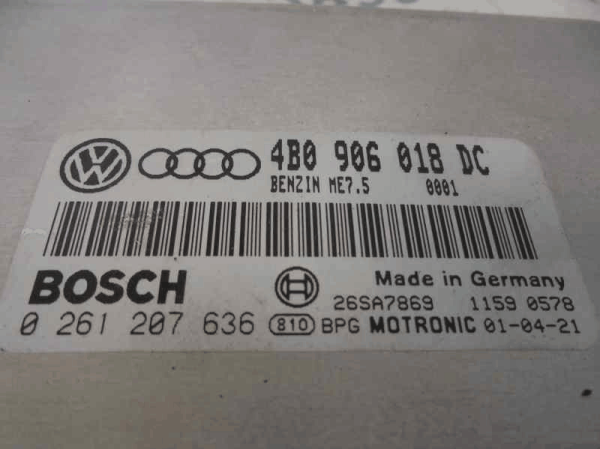 4B0 906 018 DC
BENZIN ME7.5 0001
BOSCH Made in Germany
26SA7869 1159 0578
0 261 207 636 810 BPG MOTRONIC 01-04-21